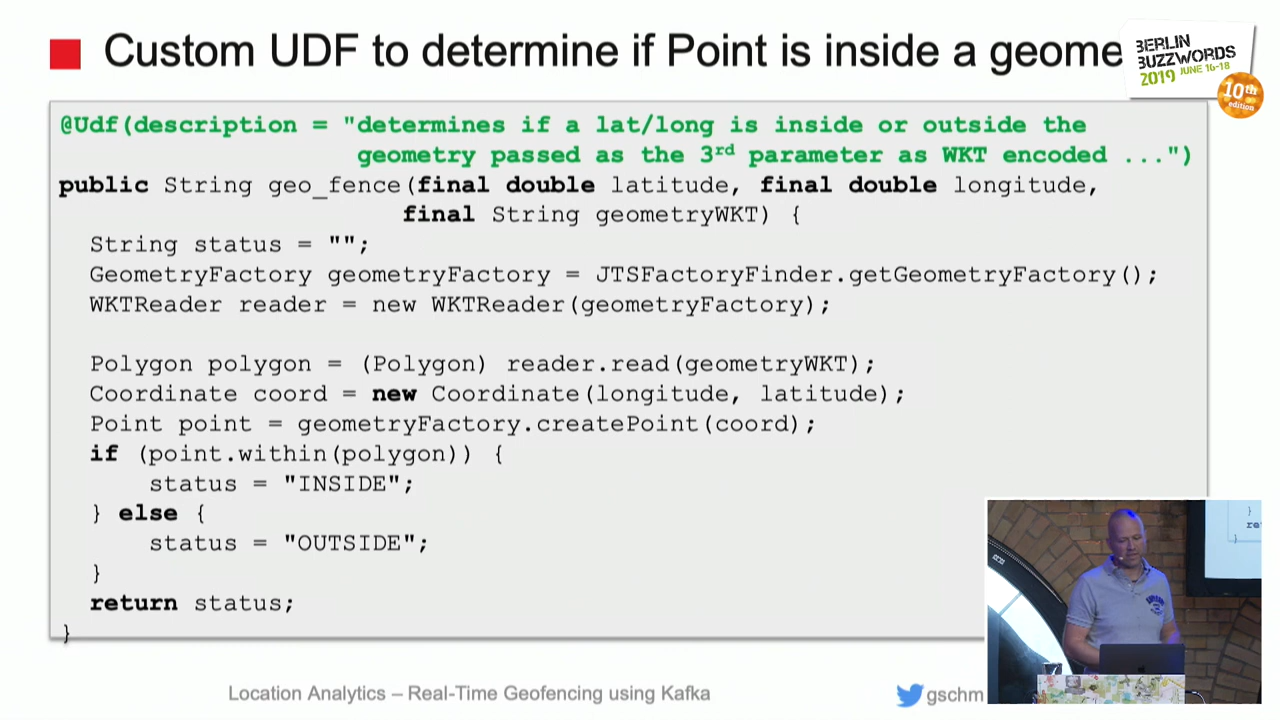 Custom UDF to determine if Point is inside a geome
BERLIN
BUZZWORDS
2019 JUNE 16-18
10th
edition
@Udf(description = "determines if a lat/long is inside or outside the
geometry passed as the 3rd parameter as WKT encoded ...")
public String geo_fence(final double latitude, final double longitude,
final String geometryWKT) {
String status = "";
GeometryFactory geometryFactory = JTSFactoryFinder.getGeometryFactory();
WKTReader reader = new WKTReader(geometryFactory);
Polygon polygon = (Polygon) reader.read(geometryWKT);
Coordinate coord = new Coordinate(longitude, latitude);
Point point = geometryFactory.createPoint(coord);
if (point.within(polygon)) {
status = "INSIDE";
} else {
status = "OUTSIDE";
}
return status;
}
}
re
}
Location Analytics – Real-Time Geofencing using Kafka
gschm